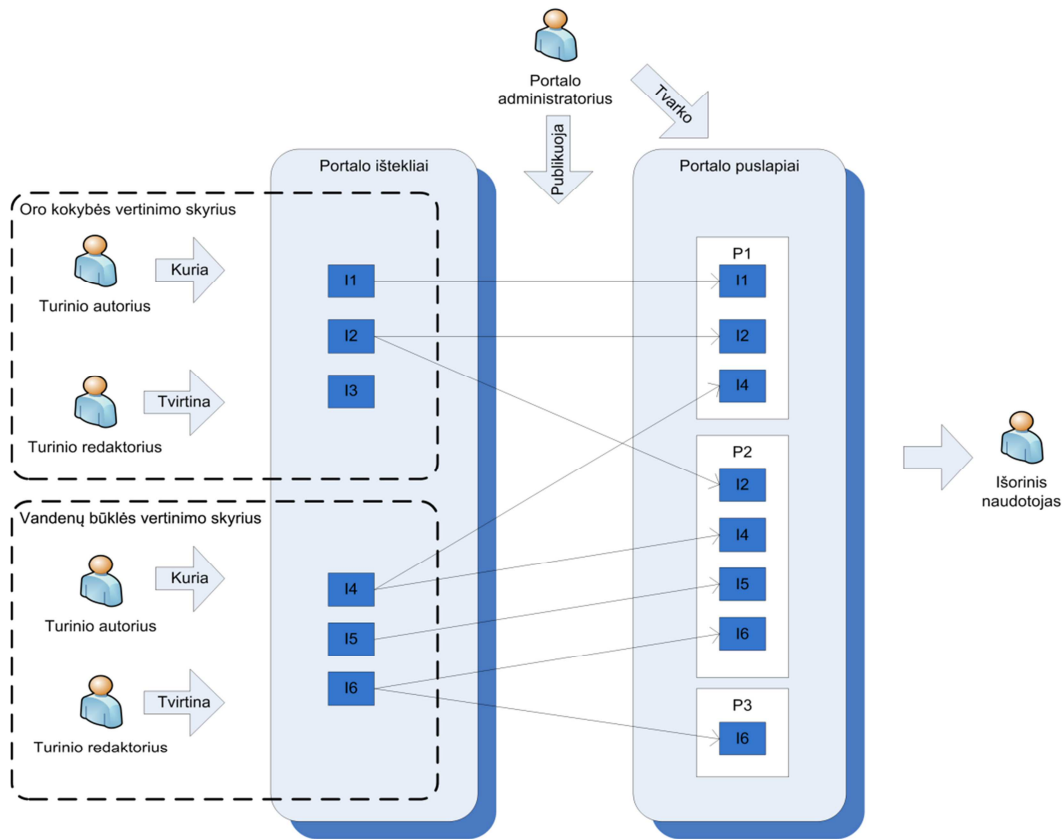 Portalo
administratorius
Tvarko
Publikuoja
Portalo ištekliai
Portalo puslapiai
Oro kokybės vertinimo skyrius
Turinio autorius
Kuria
Turinio redaktorius
Tvirtina
I1
I2
I3
Vandenų būklės vertinimo skyrius
Turinio autorius
Kuria
Turinio redaktorius
Tvirtina
I4
I5
I6
P1
I1
I2
I4
P2
I2
I4
I5
I6
P3
I6
Išorinis
naudotojas